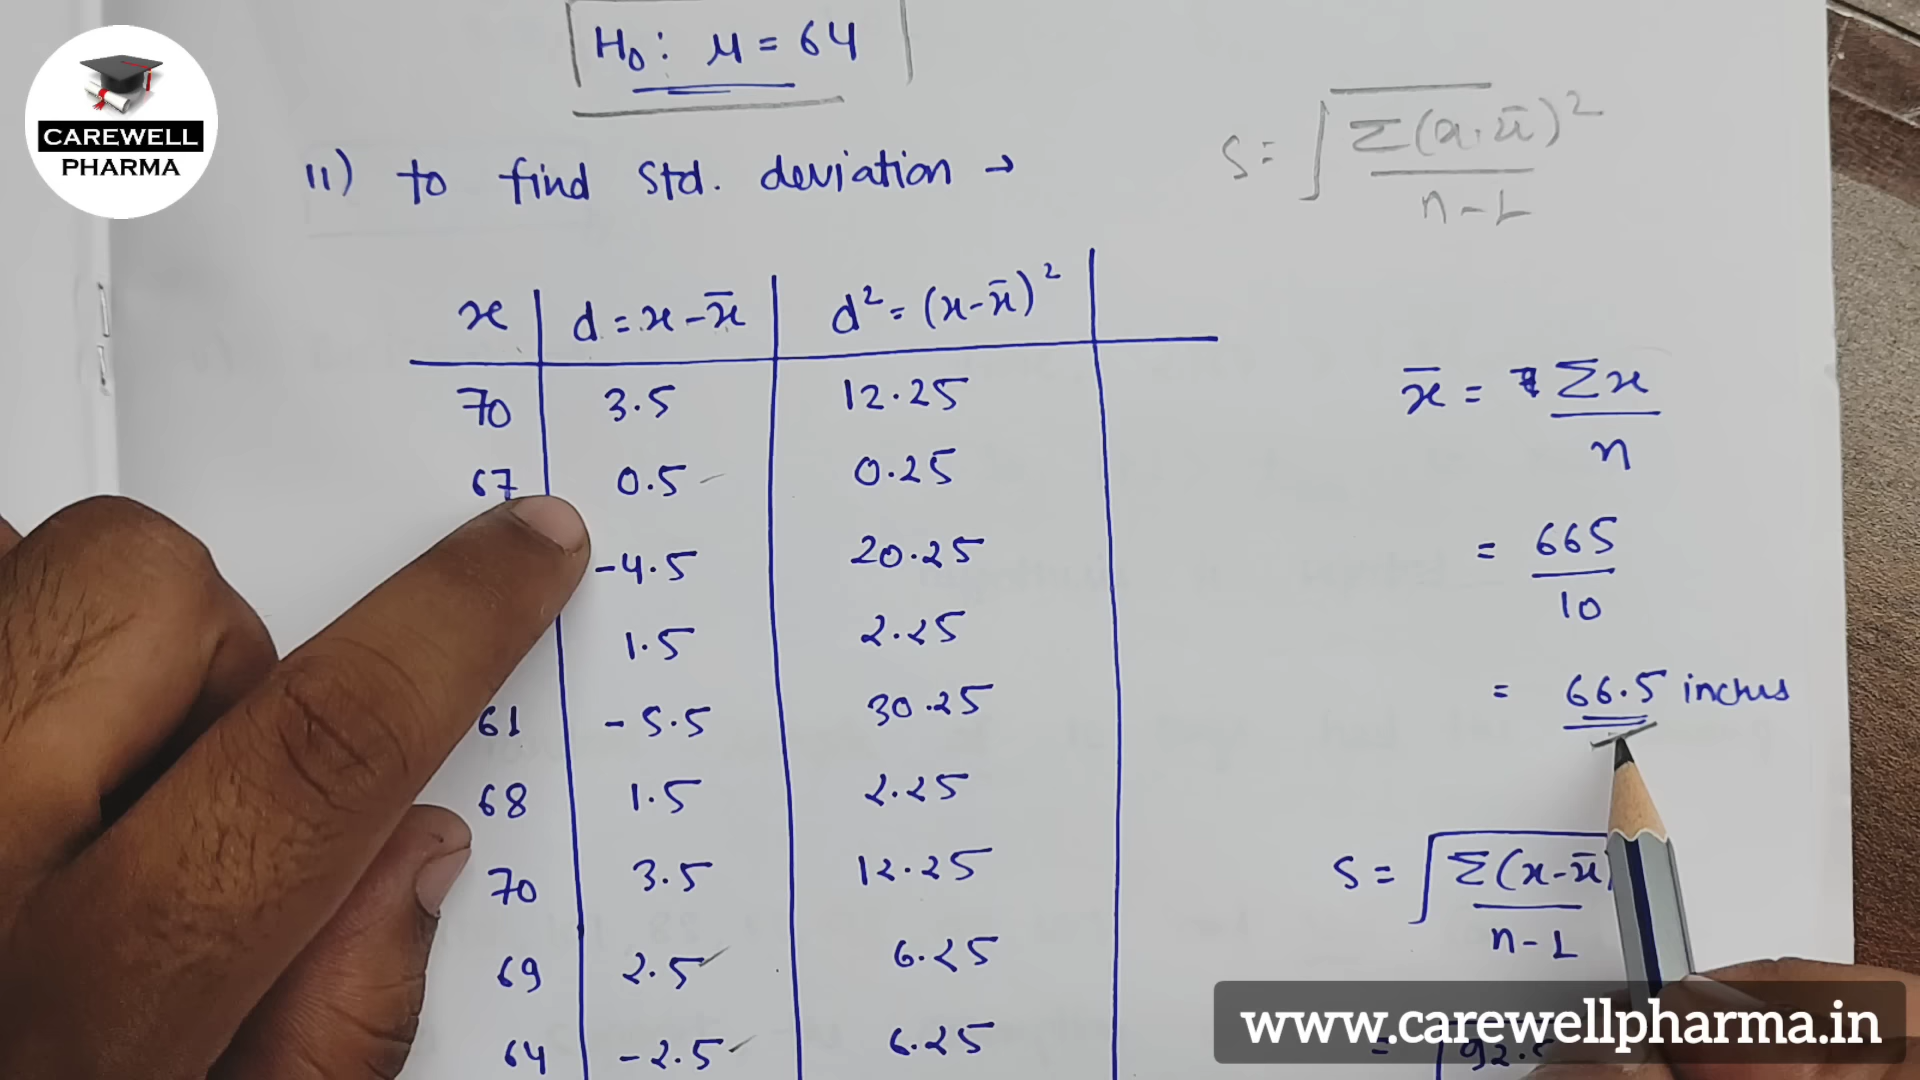 CAREWELL
PHARMA
H₀: μ = 64
11) to find std. deviation →
S = √Σ(x-x̄)²
n-1
x | d = x-x̄ | d² = (x-x̄)²
70 3.5 12.25
67 0.5 0.25
-4.5 20.25
1.5 2.25
61 -5.5 30.25
68 1.5 2.25
70 3.5 12.25
69 2.5 6.25
64 -2.5 6.25
x̄ = Σx
n
= 665
10
= 66.5 inches
S = √Σ(x-x̄)
n-1
= √92.5
www.carewellpharma.in